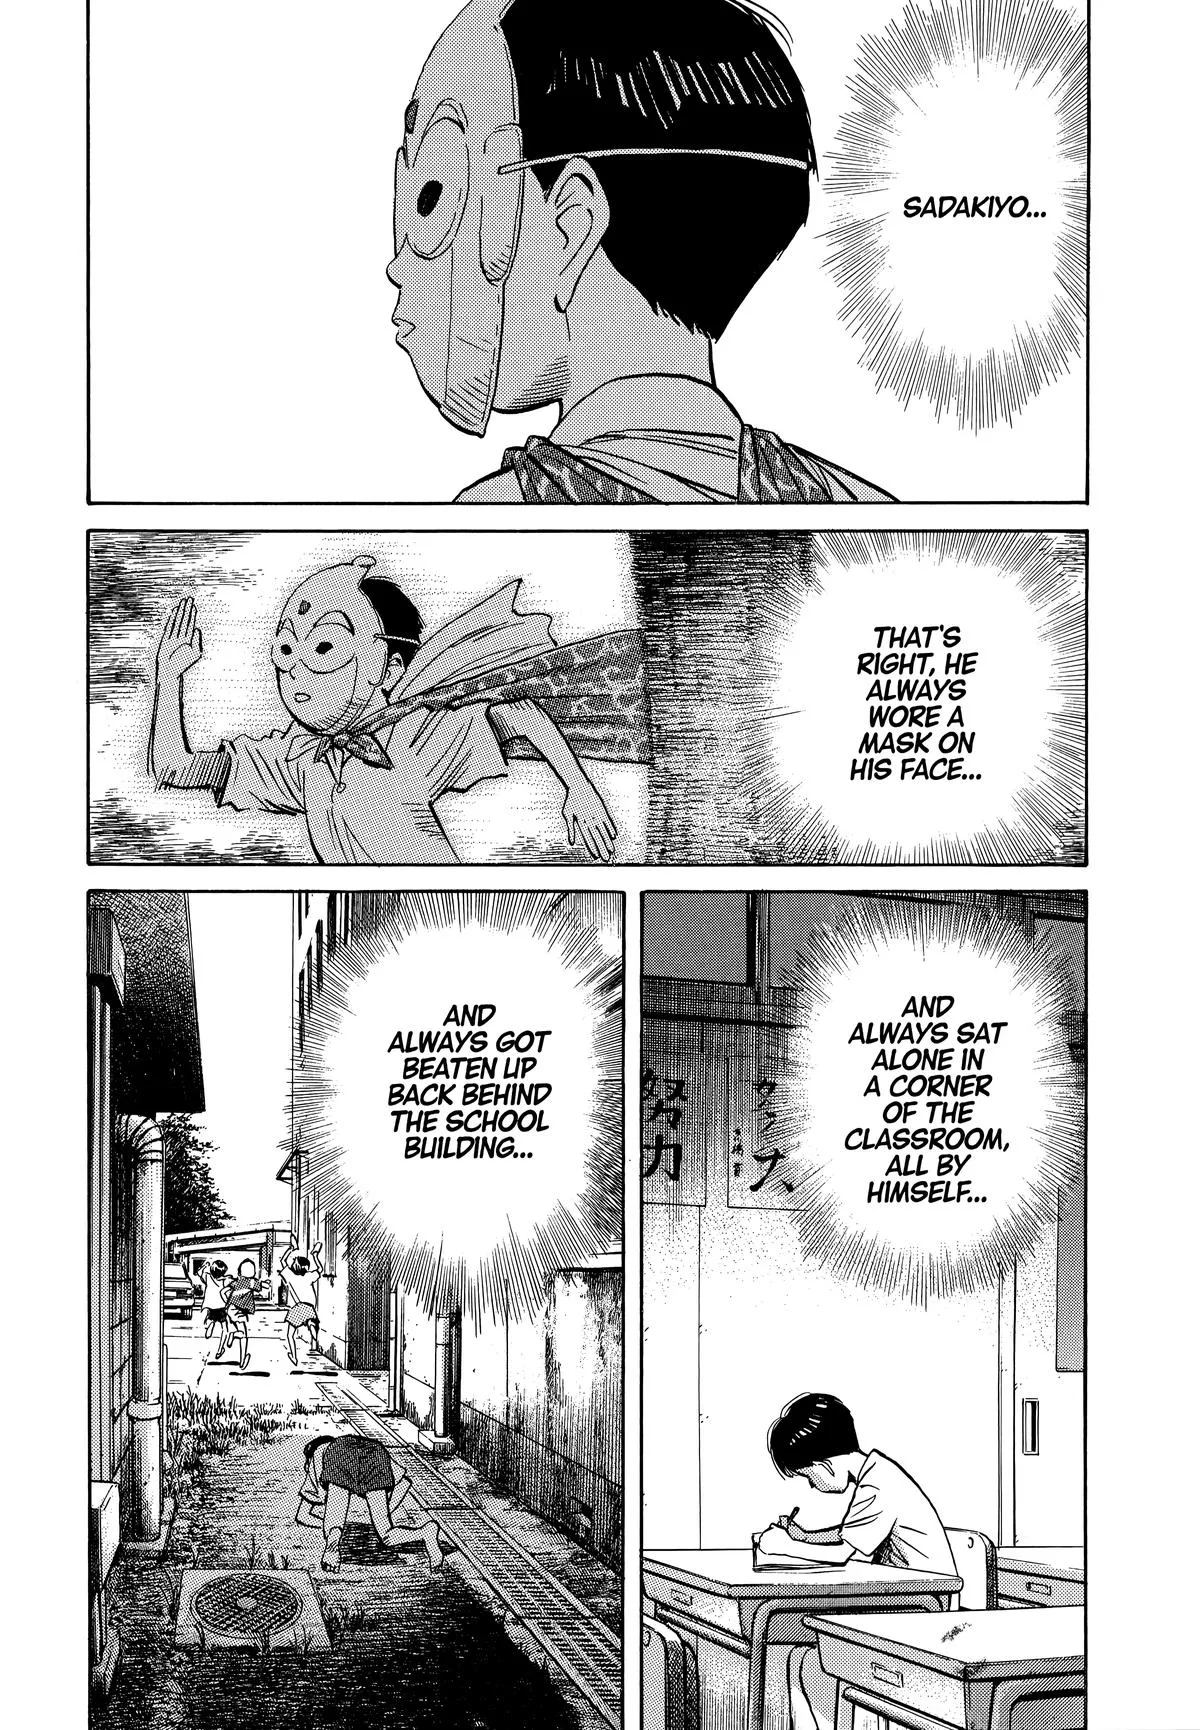 SADAKIYO...
THAT'S
RIGHT, HE
ALWAYS
WORE A
MASK ON
HIS FACE...
AND
ALWAYS SAT
ALONE IN
A CORNER
OF THE
CLASSROOM,
ALL BY
HIMSELF...
努力
AND
ALWAYS GOT
BEATEN UP
BACK BEHIND
THE SCHOOL
BUILDING...